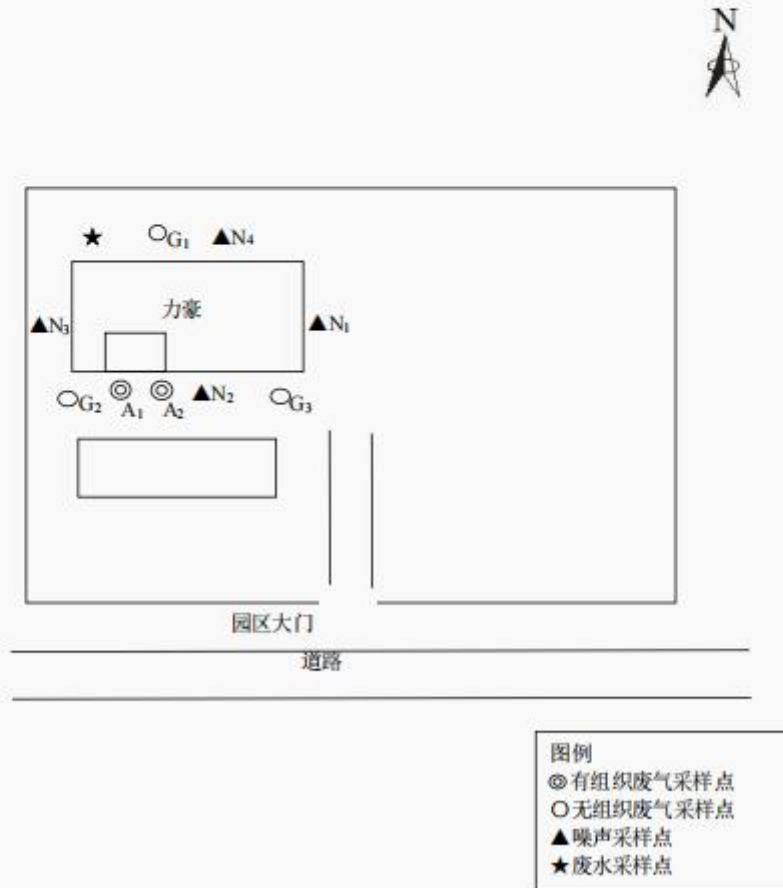 N
★ ○G₁ ▲N₄
力豪
▲N₃ ▲N₁
○G₂ ◎A₁ ◎A₂ ▲N₂ ○G₃
园区大门
道路
图例
◎有组织废气采样点
○无组织废气采样点
▲噪声采样点
★废水采样点